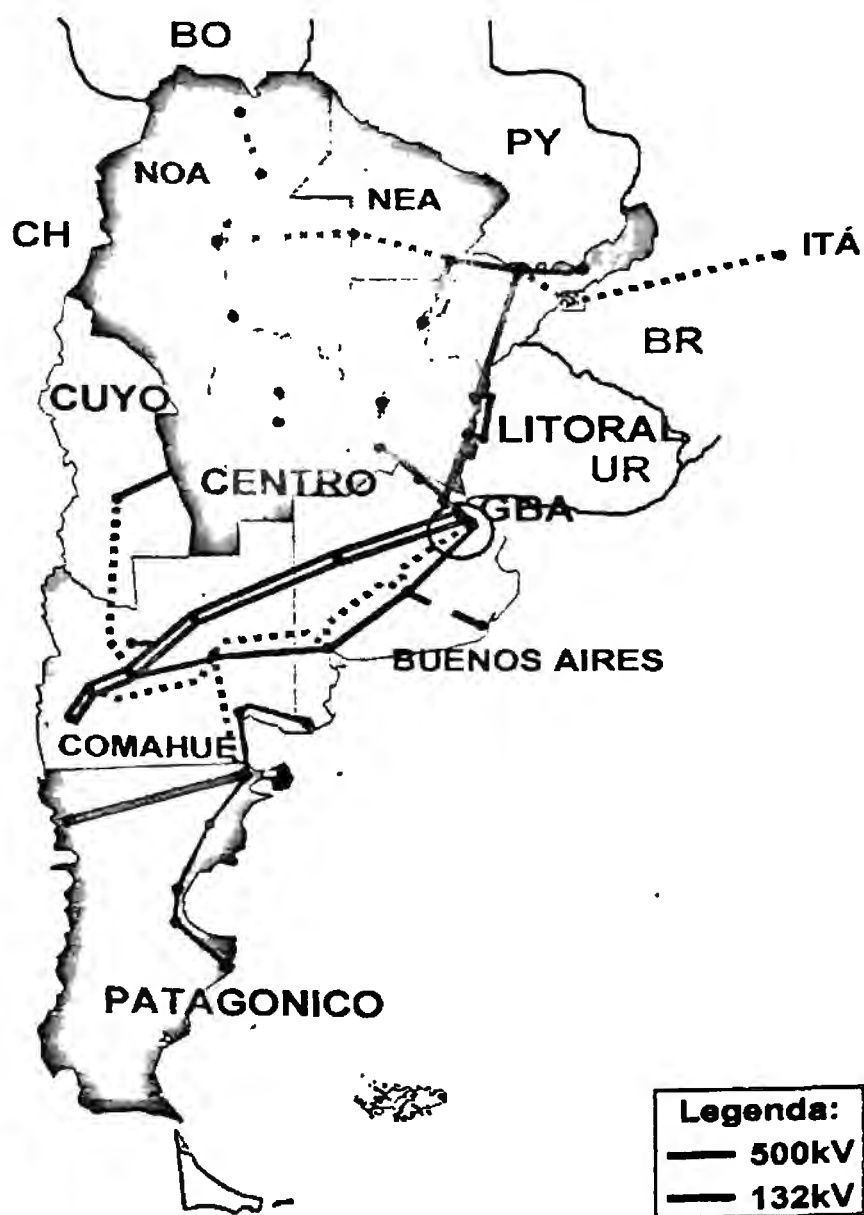 BO
PY
NOA
NEA
CH
ITÁ
BR
CUYO
LITORAL
UR
CENTRO
GBA
BUENOS AIRES
COMAHUE
PATAGONICO
Legenda:
500kV
132kV